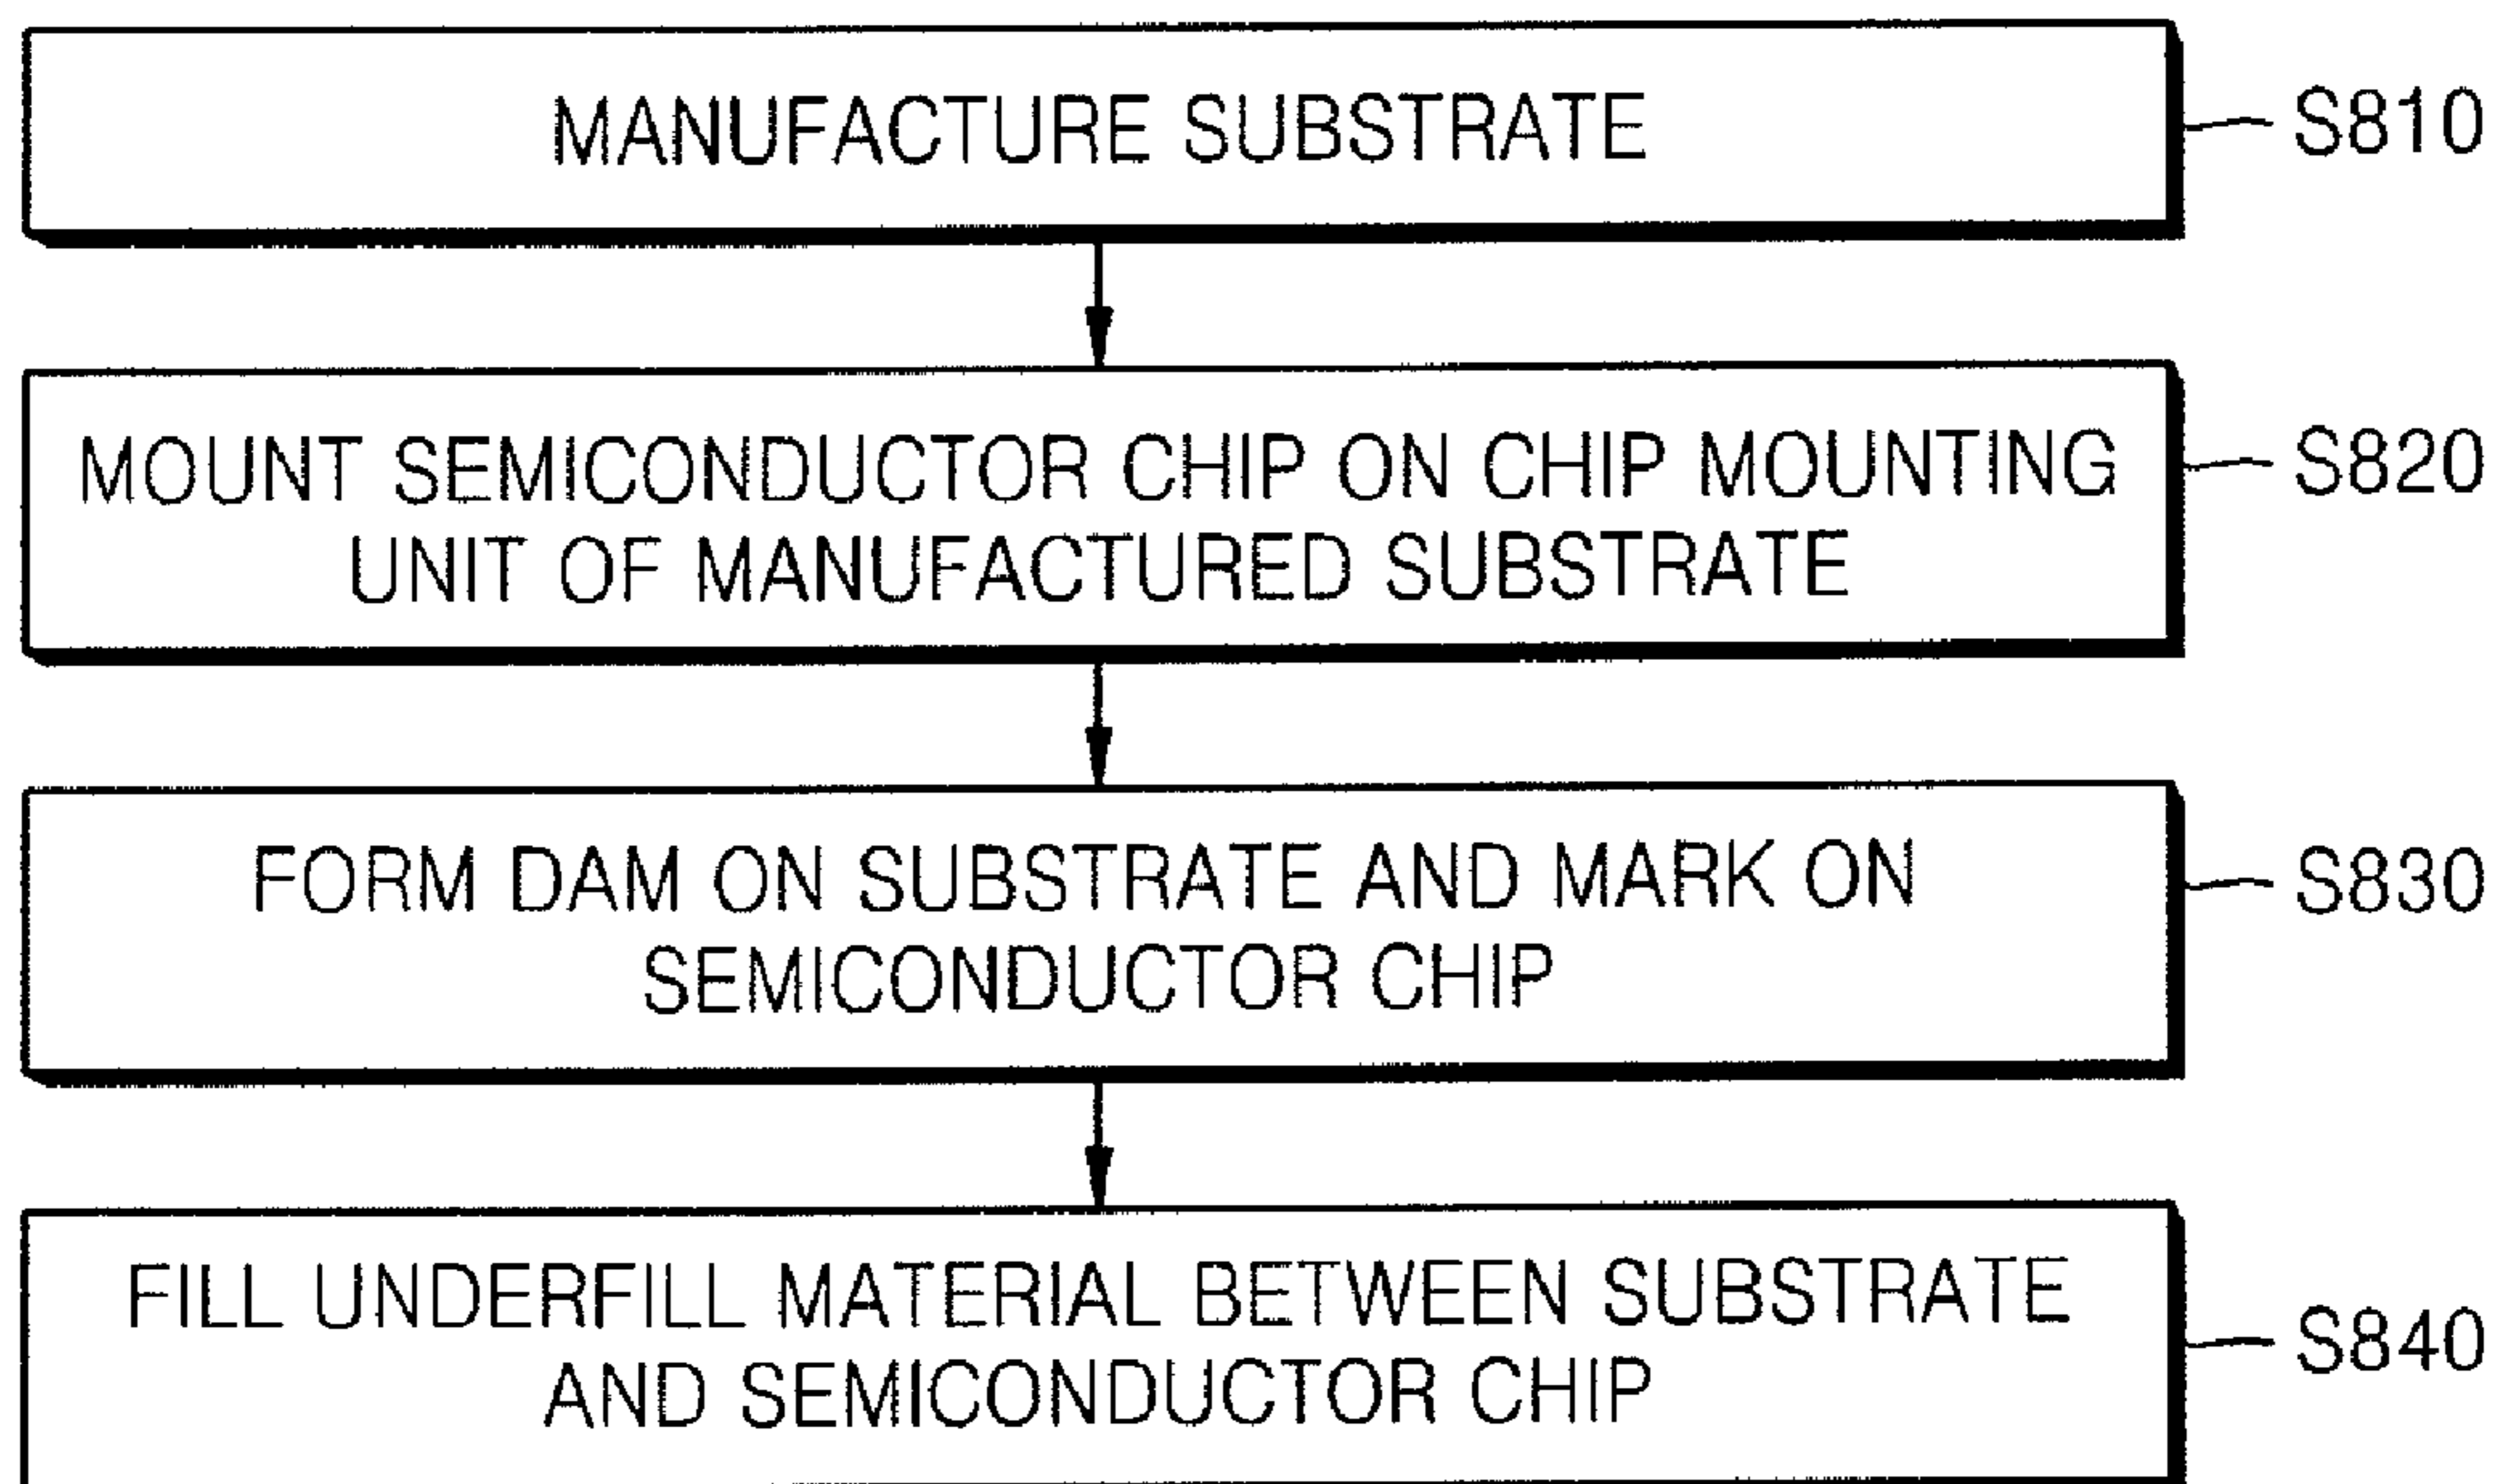 MANUFACTURE SUBSTRATE
S810
MOUNT SEMICONDUCTOR CHIP ON CHIP MOUNTING
UNIT OF MANUFACTURED SUBSTRATE
S820
FORM DAM ON SUBSTRATE AND MARK ON
SEMICONDUCTOR CHIP
S830
FILL UNDERFILL MATERIAL BETWEEN SUBSTRATE
AND SEMICONDUCTOR CHIP
S840